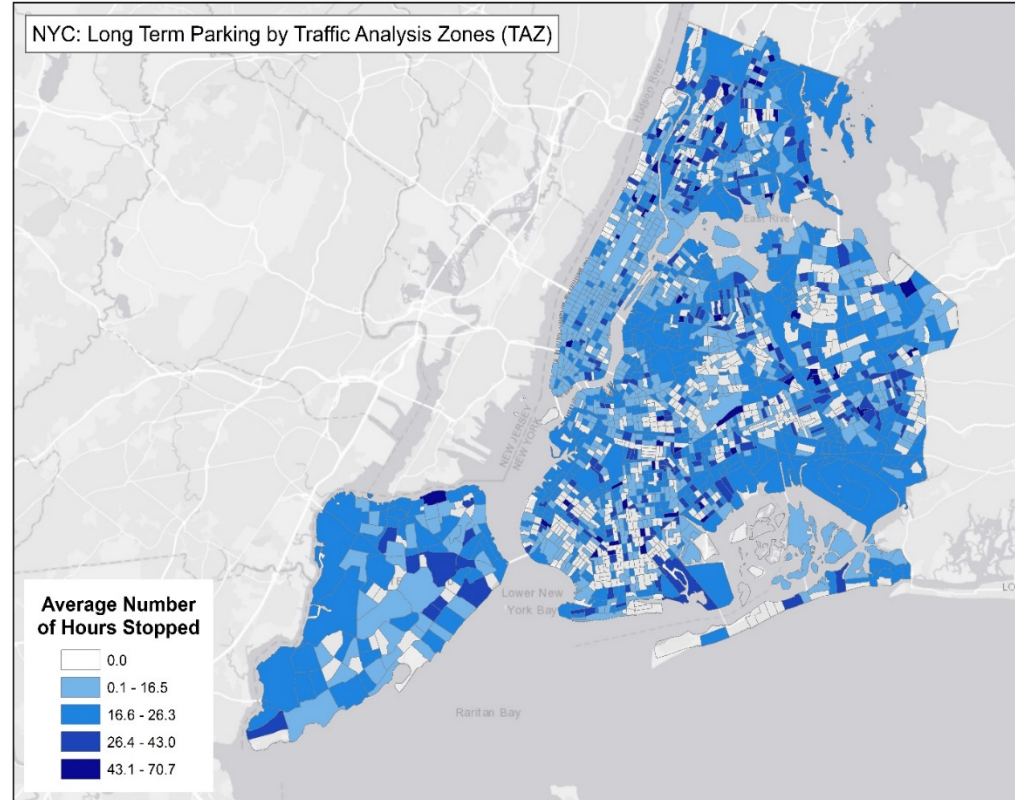 NYC: Long Term Parking by Traffic Analysis Zones (TAZ)
Hudson River
East River
NEW JERSEY
NEW YORK
Lower New
York Bay
Raritan Bay
LO
Average Number
of Hours Stopped
0.0
0.1 - 16.5
16.6 - 26.3
26.4 - 43.0
43.1 - 70.7